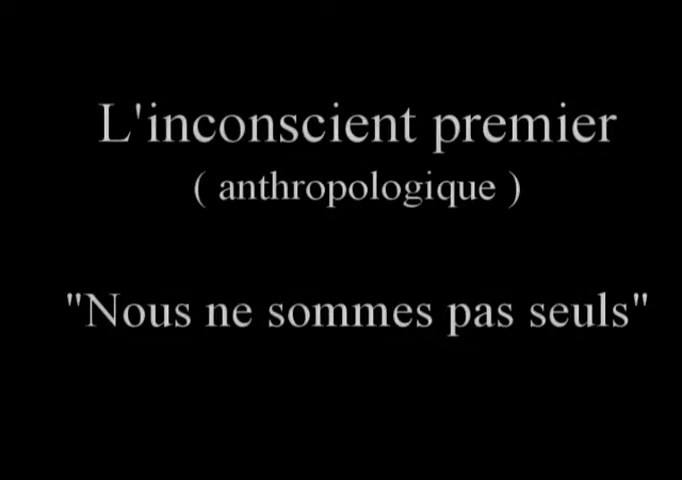 L'inconscient premier
( anthropologique )
"Nous ne sommes pas seuls"